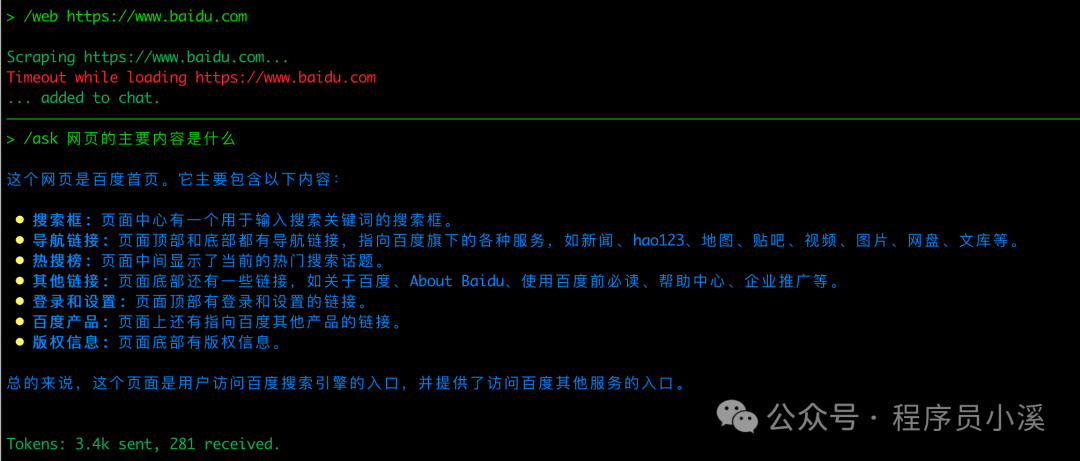 > /web https://www.baidu.com
Scraping https://www.baidu.com...
Timeout while loading https://www.baidu.com
... added to chat.
> /ask 网页的主要内容是什么
这个网页是百度首页。它主要包含以下内容：
• 搜索框：页面中心有一个用于输入搜索关键词的搜索框。
• 导航链接：页面顶部和底部都有导航链接，指向百度旗下的各种服务，如新闻、hao123、地图、贴吧、视频、图片、网盘、文库等。
• 热搜榜：页面中间显示了当前的热门搜索话题。
• 其他链接：页面底部还有一些链接，如关于百度、About Baidu、使用百度前必读、帮助中心、企业推广等。
• 登录和设置：页面顶部有登录和设置的链接。
• 百度产品：页面上还有指向百度其他产品的链接。
• 版权信息：页面底部有版权信息。
总的来说，这个页面是用户访问百度搜索引擎的入口，并提供了访问百度其他服务的入口。
公众号 · 程序员小溪
Tokens: 3.4k sent, 281 received.